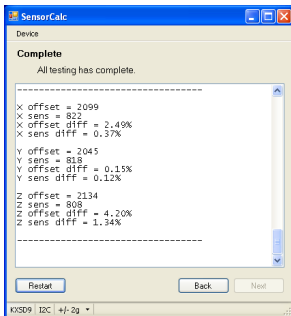 SensorCalc
Device
Complete
All testing has complete.
----------------------------------
X offset = 2099
X sens = 822
X offset diff = 2.49%
X sens diff = 0.37%
Y offset = 2045
Y sens = 818
Y offset diff = 0.15%
Y sens diff = 0.12%
Z offset = 2134
Z sens = 808
Z offset diff = 4.20%
Z sens diff = 1.34%
----------------------------------
Restart Back Next
KXSD9 I2C +/- 2g